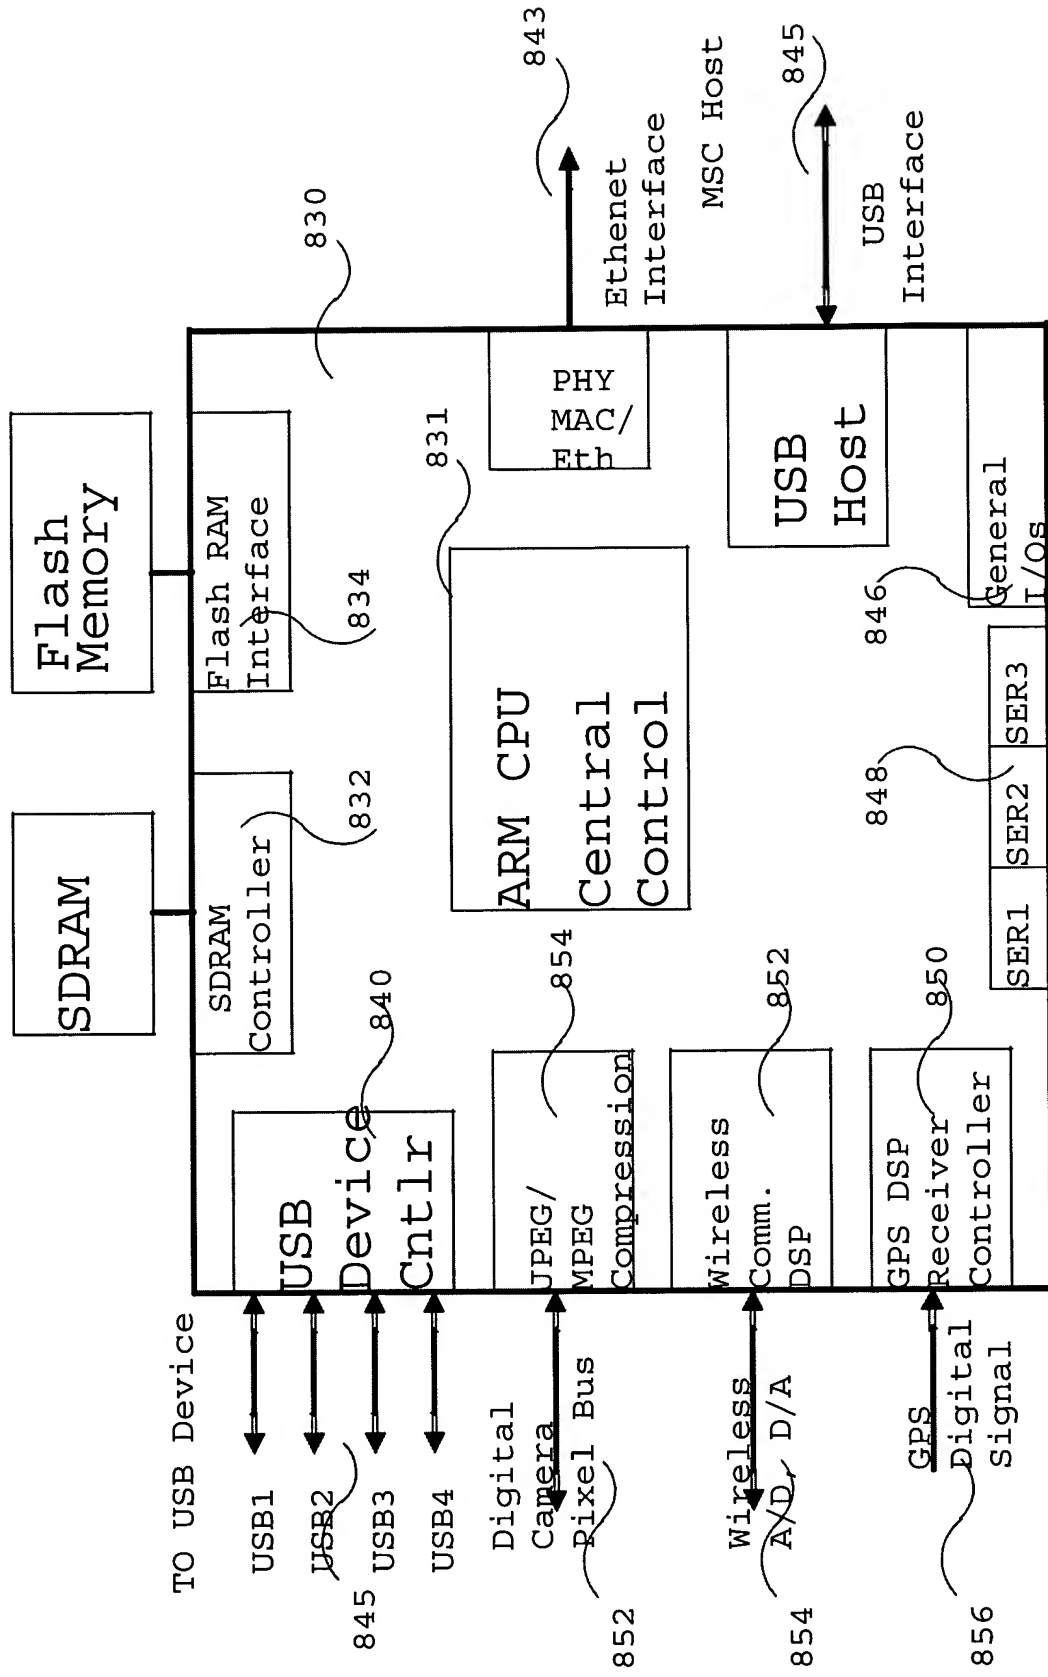 TO USB Device
USB1
USB2
USB3
USB4
845
Digital
Camera
Pixel Bus
852
Wireless
A/D, D/A
854
GPS
Digital
Signal
856
SDRAM
Flash
Memory
SDRAM
Controller
832
Flash RAM
Interface
834
830
USB
Device
Cntlr
840
JPEG/
MPEG
Compression
854
Wireless
Comm.
DSP
852
GPS DSP
Receiver
Controller
850
ARM CPU
Central
Control
831
PHY
MAC/
Eth
843
Ethenet
Interface
MSC Host
USB
Host
845
USB
Interface
General
I/Os
846
SER1
SER2
SER3
848